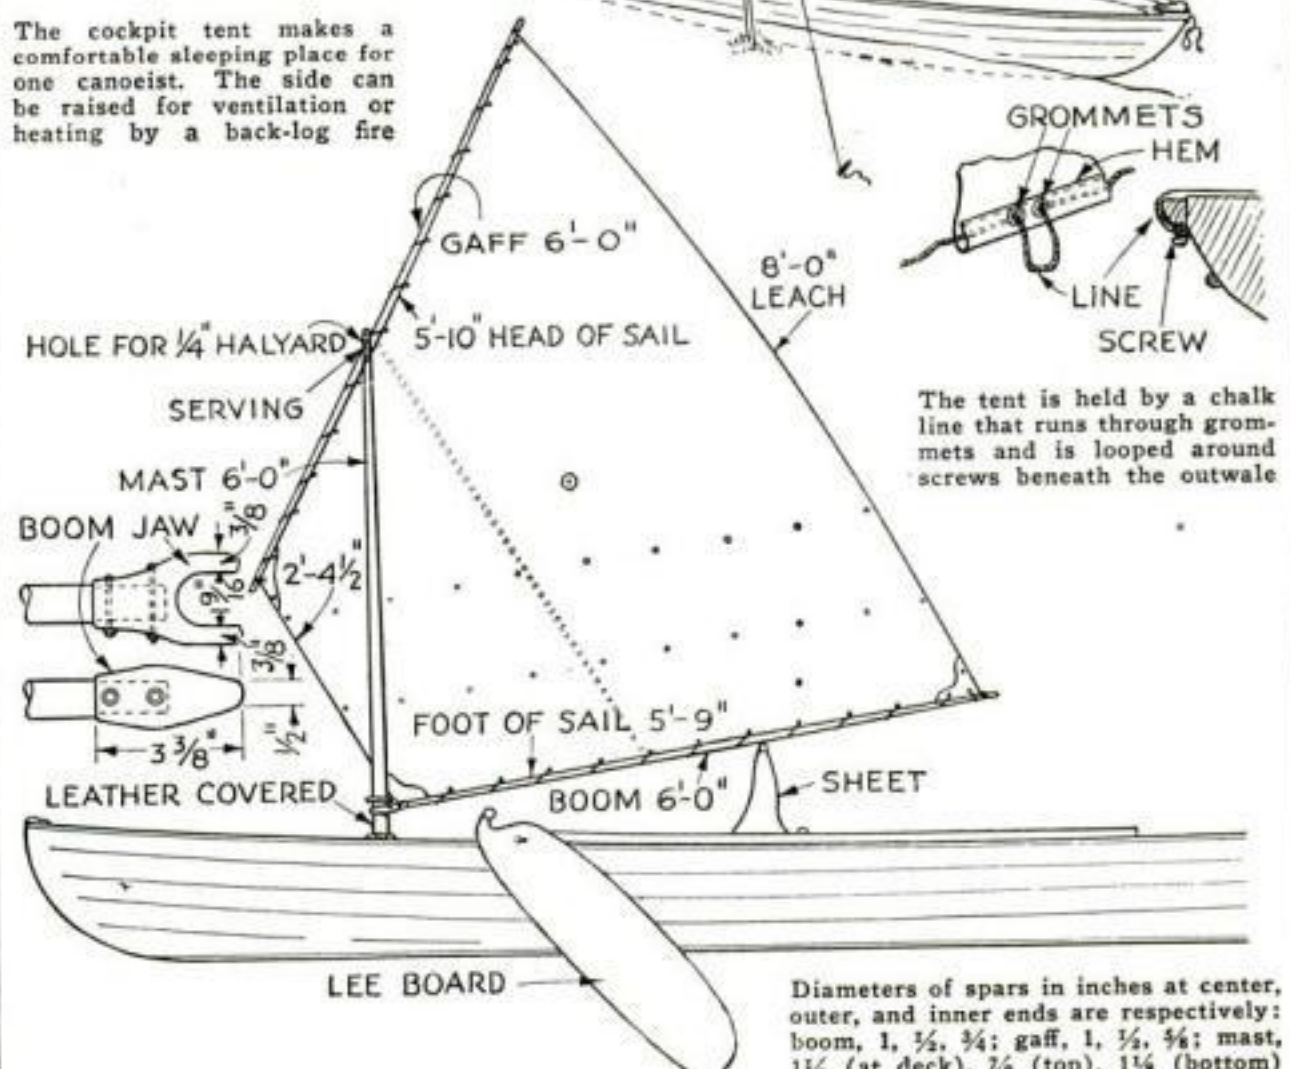 The cockpit tent makes a
comfortable sleeping place for
one canoeist. The side can
be raised for ventilation or
heating by a back-log fire
GROMMETS
HEM
LINE
SCREW
The tent is held by a chalk
line that runs through grom-
mets and is looped around
screws beneath the outwale
GAFF 6'-0"
8'-0"
LEACH
HOLE FOR ¼" HALYARD
5'-10" HEAD OF SAIL
SERVING
MAST 6'-0"
BOOM JAW
3/8"
9/16"
3/8"
2'-4½"
3 3/8"
½"
FOOT OF SAIL 5'-9"
BOOM 6'-0"
SHEET
LEATHER COVERED
LEE BOARD
Diameters of spars in inches at center,
outer, and inner ends are respectively:
boom, 1, ½, ¾; gaff, 1, ½, ⅝; mast,
(at deck), (top), (bottom)